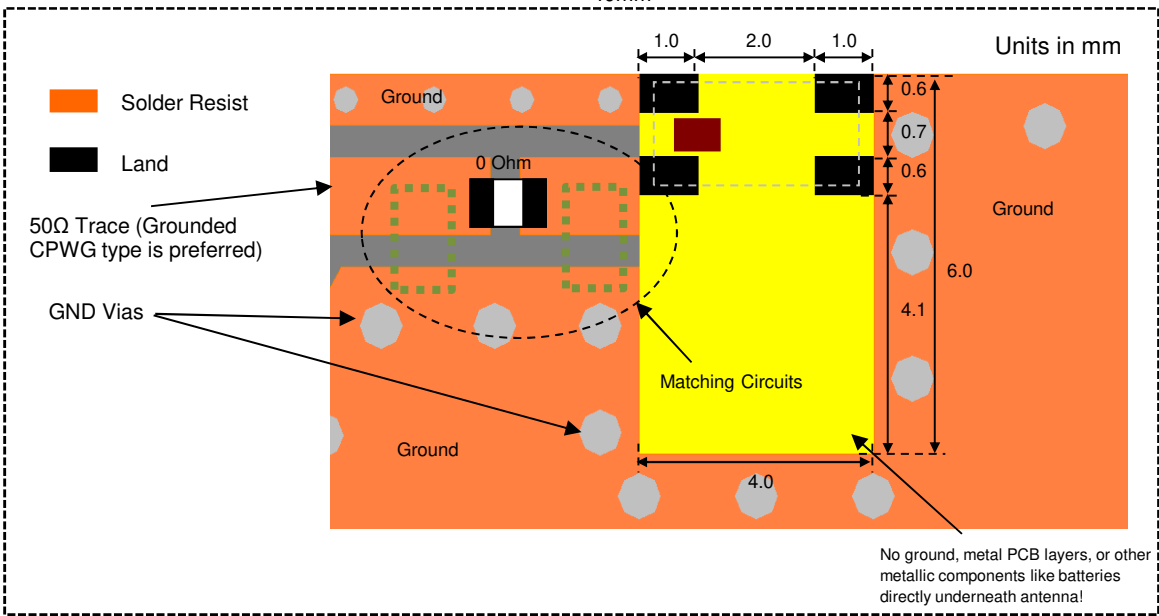 1.0 2.0 1.0
Units in mm
Solder Resist
Land
Ground
0 Ohm
0.6
0.7
0.6
50Ω Trace (Grounded
CPWG type is preferred)
Ground
6.0
4.1
GND Vias
Matching Circuits
Ground
4.0
No ground, metal PCB layers, or other
metallic components like batteries
directly underneath antenna!